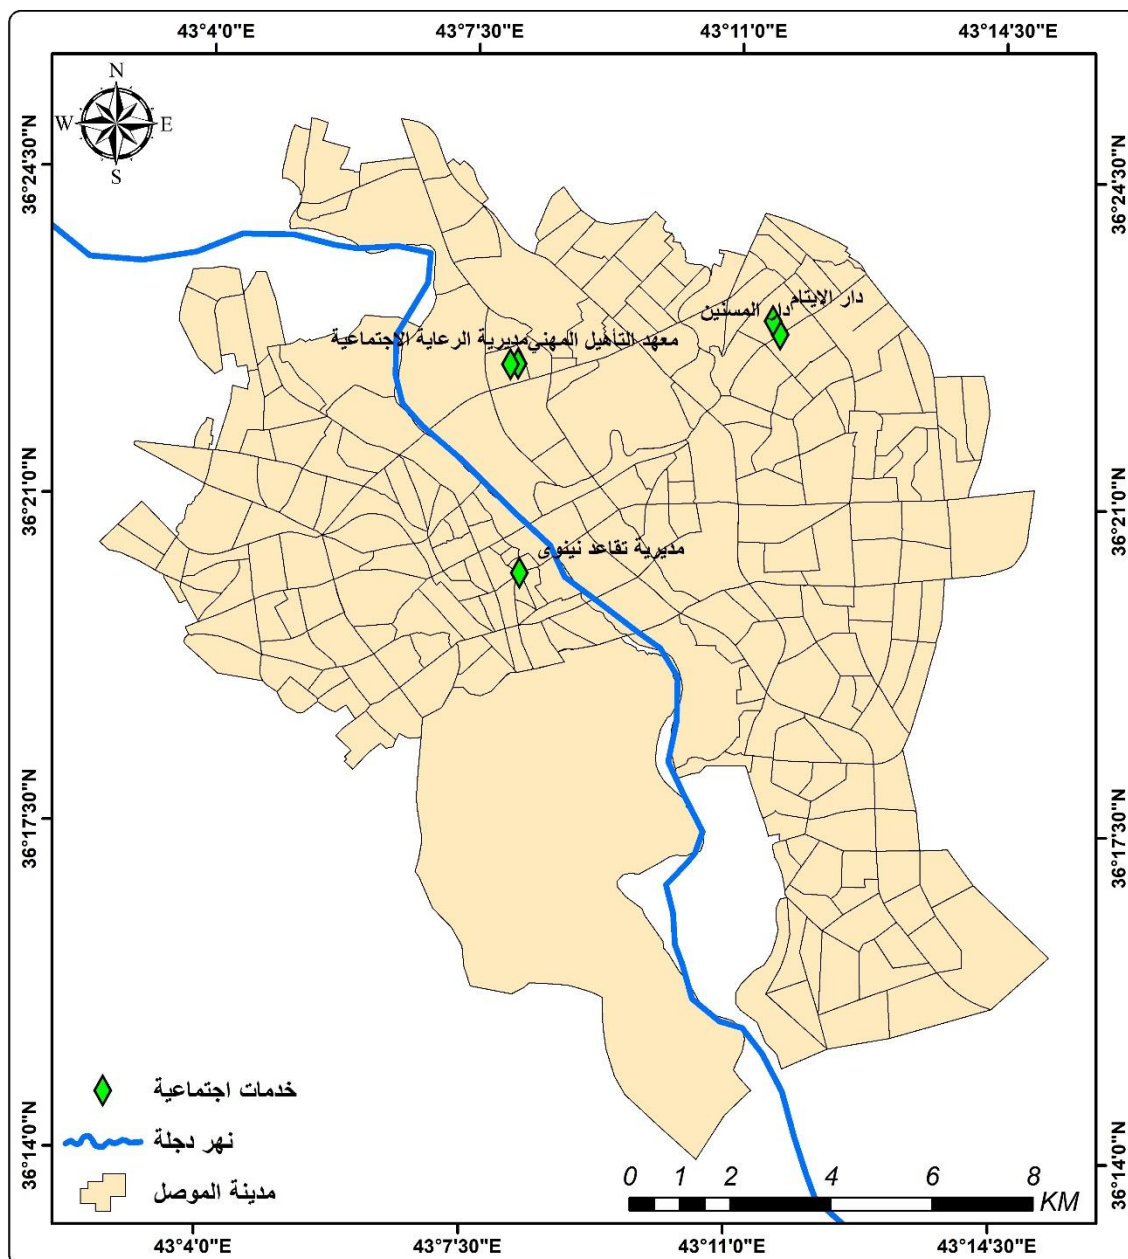 43°4'0"E 43°7'30"E 43°11'0"E 43°14'30"E
N
W E
S
36°24'30"N
36°24'30"N
دار الايتام
دار المسنين
معهد التأهيل المهني
مديرية الرعاية الاجتماعية
36°21'0"N
36°21'0"N
مديرية تقاعد نينوى
36°17'30"N
36°17'30"N
خدمات اجتماعية
نهر دجلة
مدينة الموصل
36°14'0"N
36°14'0"N
0 1 2 4 6 8
KM
43°4'0"E 43°7'30"E 43°11'0"E 43°14'30"E